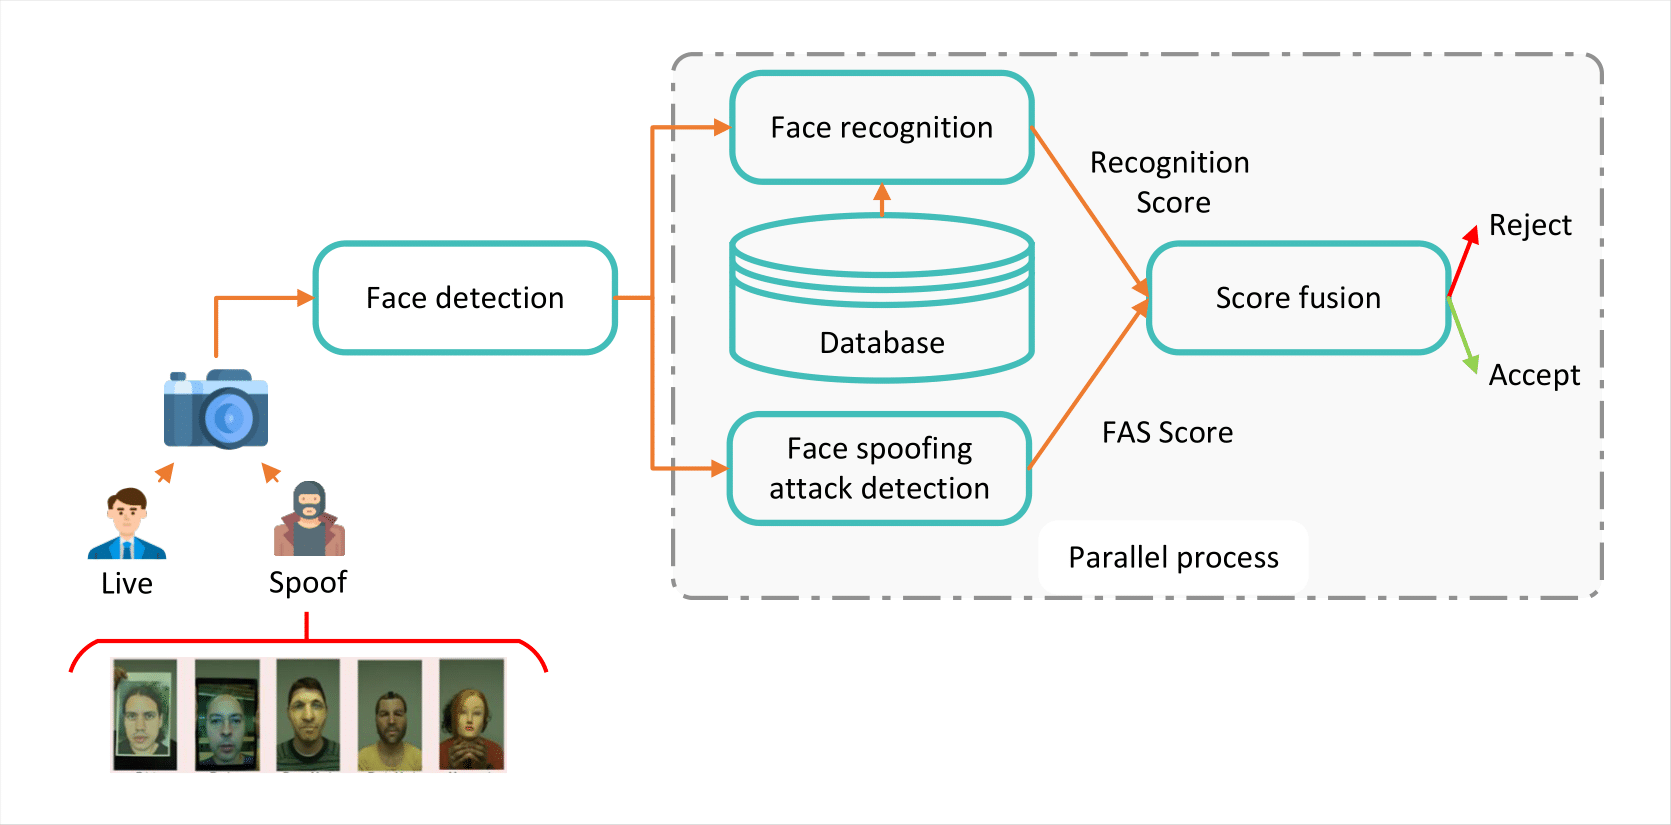 Face recognition
Recognition
Score
Reject
Face detection
Score fusion
Database
Accept
FAS Score
Face spoofing
attack detection
Parallel process
Live
Spoof